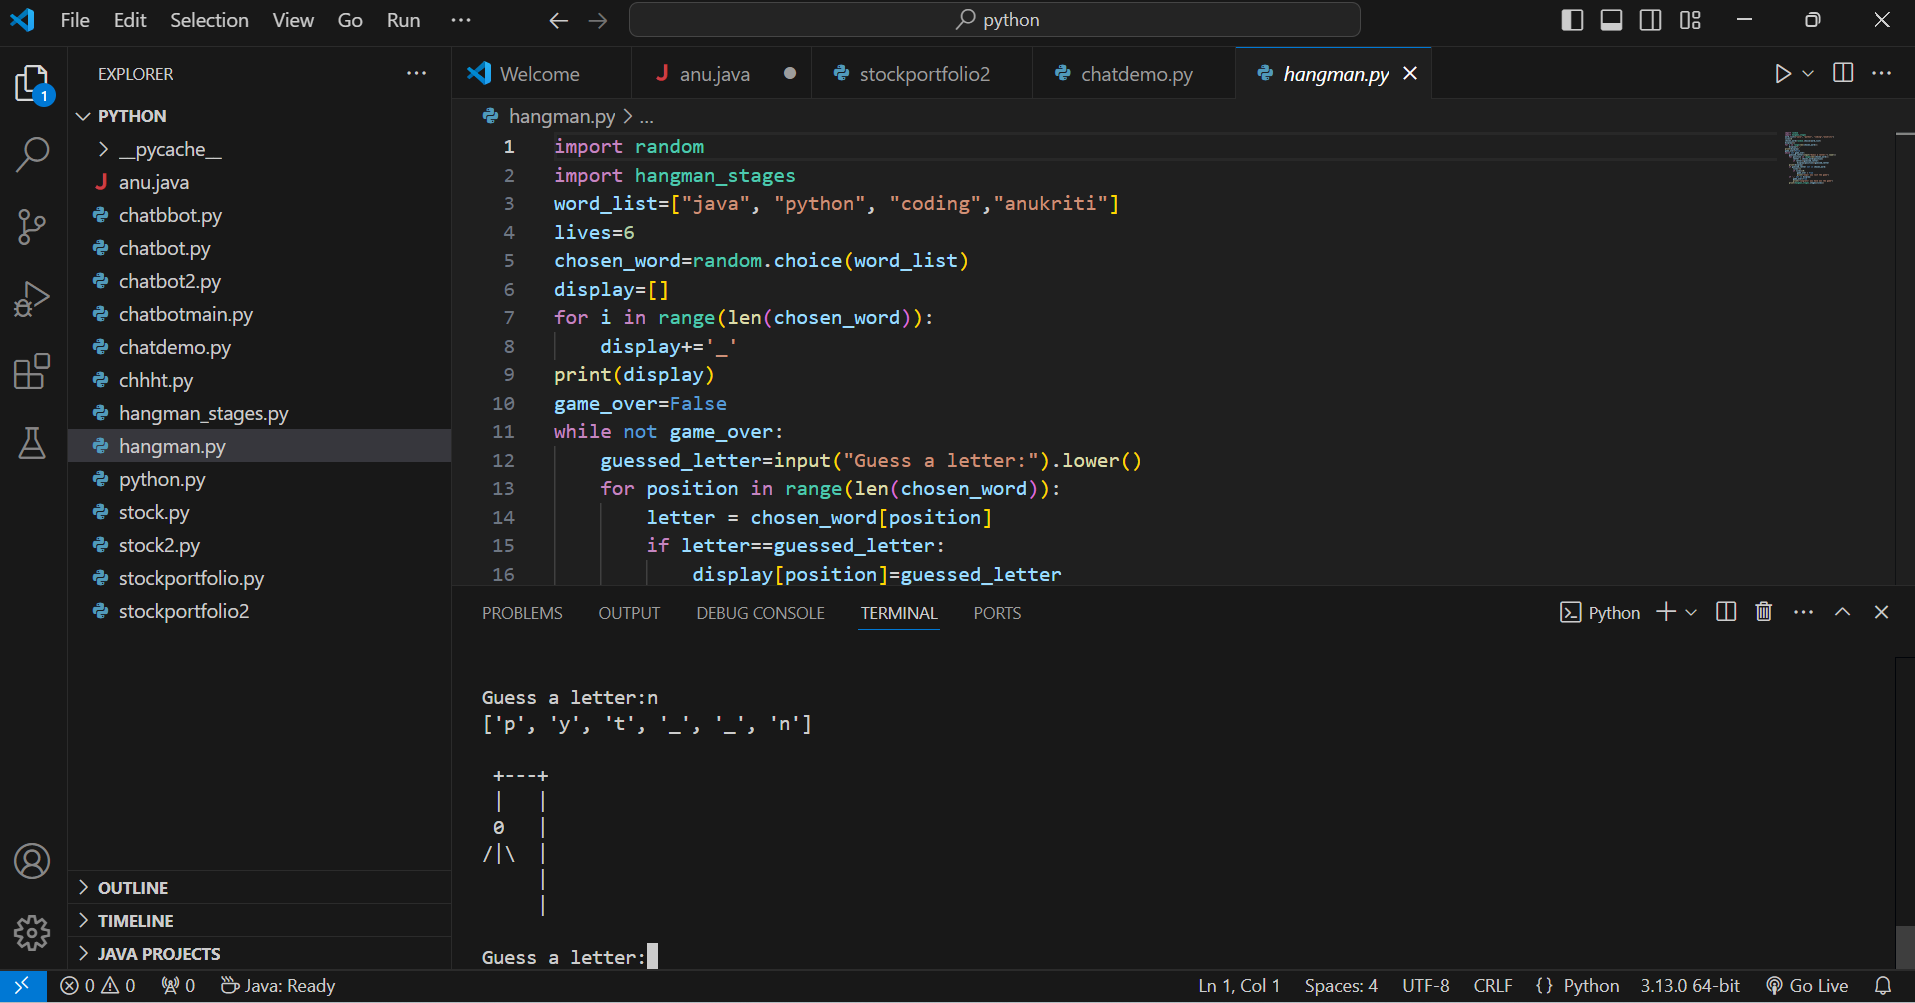 File Edit Selection View Go Run ...
python
EXPLORER ...
PYTHON
__pycache__
J anu.java
chatbbot.py
chatbot.py
chatbot2.py
chatbotmain.py
chatdemo.py
chhht.py
hangman_stages.py
hangman.py
python.py
stock.py
stock2.py
stockportfolio.py
stockportfolio2
OUTLINE
TIMELINE
JAVA PROJECTS
1
Welcome J anu.java stockportfolio2 chatdemo.py hangman.py
hangman.py > ...
1 import random
2 import hangman_stages
3 word_list=["java", "python", "coding","anukriti"]
4 lives=6
5 chosen_word=random.choice(word_list)
6 display=[]
7 for i in range(len(chosen_word)):
8     display+='_'
9 print(display)
10 game_over=False
11 while not game_over:
12     guessed_letter=input("Guess a letter:").lower()
13     for position in range(len(chosen_word)):
14         letter = chosen_word[position]
15         if letter==guessed_letter:
16             display[position]=guessed_letter
PROBLEMS OUTPUT DEBUG CONSOLE TERMINAL PORTS Python
Guess a letter:n
['p', 'y', 't', '_', '_', 'n']
 +---+
 |   |
 0   |
/|\  |
     |
     |
Guess a letter:
0 0 0 Java: Ready Ln 1, Col 1 Spaces: 4 UTF-8 CRLF {} Python 3.13.0 64-bit Go Live